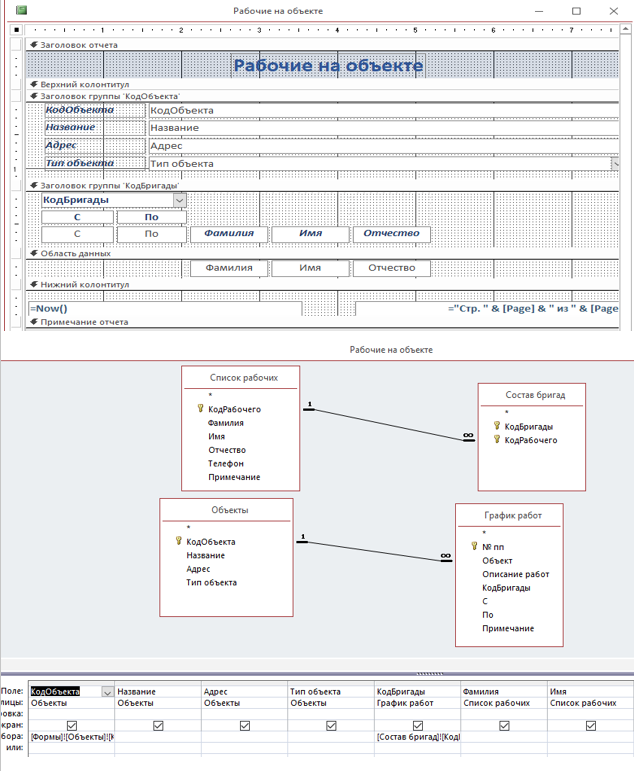 Рабочие на объекте
1 2 3 4 5 6 7
Заголовок отчета
Рабочие на объекте
Верхний колонтитул
Заголовок группы 'КодОбъекта'
КодОбъекта КодОбъекта
Название Название
Адрес Адрес
Тип объекта Тип объекта
1
Заголовок группы 'КодБригады'
КодБригады
С По
С По Фамилия Имя Отчество
Область данных
Фамилия Имя Отчество
Нижний колонтитул
=Now() ="Стр. " & [Page] & " из " & [Page
Примечание отчета
Рабочие на объекте
Список рабочих
*
КодРабочего
Фамилия
Имя
Отчество
Телефон
Примечание
1 ∞
Состав бригад
*
КодБригады
КодРабочего
Объекты
*
КодОбъекта
Название
Адрес
Тип объекта
1 ∞
График работ
*
№ пп
Объект
Описание работ
КодБригады
С
По
Примечание
Поле: КодОбъекта Название Адрес Тип объекта КодБригады Фамилия Имя
лицы: Объекты Объекты Объекты Объекты График работ Список рабочих Список рабочих
овка:
кран:
бора: [Формы]![Объекты]![К [Состав бригад]![КодІ
или: